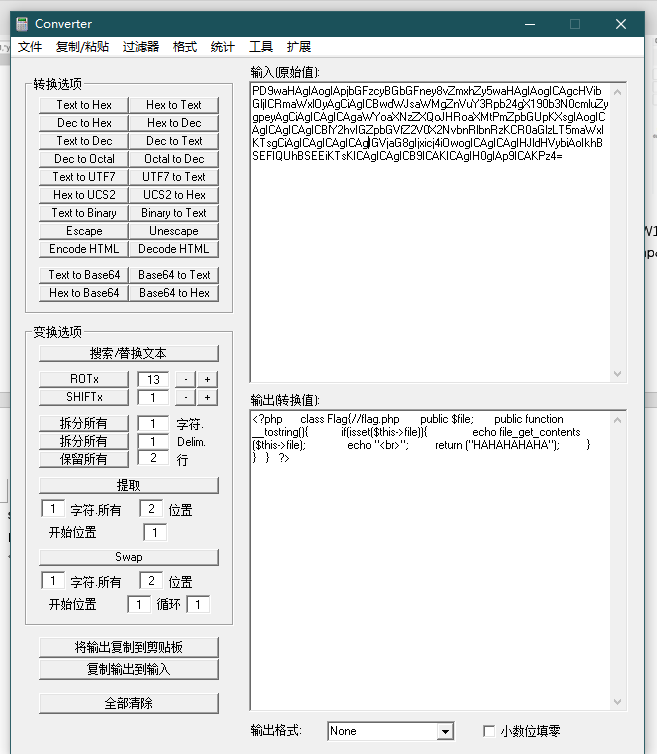 Converter
文件 复制/粘贴 过滤器 格式 统计 工具 扩展
转换选项
Text to Hex Hex to Text
Hex to Dec Dec to Hex
Text to Dec Dec to Text
Dec to Octal Octal to Dec
Text to UTF7 UTF7 to Text
Hex to UCS2 UCS2 to Hex
Text to Binary Binary to Text
Escape Unescape
Encode HTML Decode HTML
Text to Base64 Base64 to Text
Hex to Base64 Base64 to Hex
变换选项
搜索/替换文本
ROTx 13 - +
SHIFTx 1 - +
拆分所有 1 字符.
拆分所有 1 Delim.
保留所有 2 行
提取
1 字符.所有 2 位置
开始位置 1
Swap
1 字符.所有 2 位置
开始位置 1 循环 1
将输出复制到剪贴板
复制输出到输入
全部清除
输入(原始值):
输出(转换值):
<?php class Flag{//flag.php public $file; public function
__tostring(){ if(isset($this->file)){ echo file_get_contents
($this->file); echo "<br>"; return ("HAHAHAHAHA"); }
} } ?>
输出格式: None 小数位填零